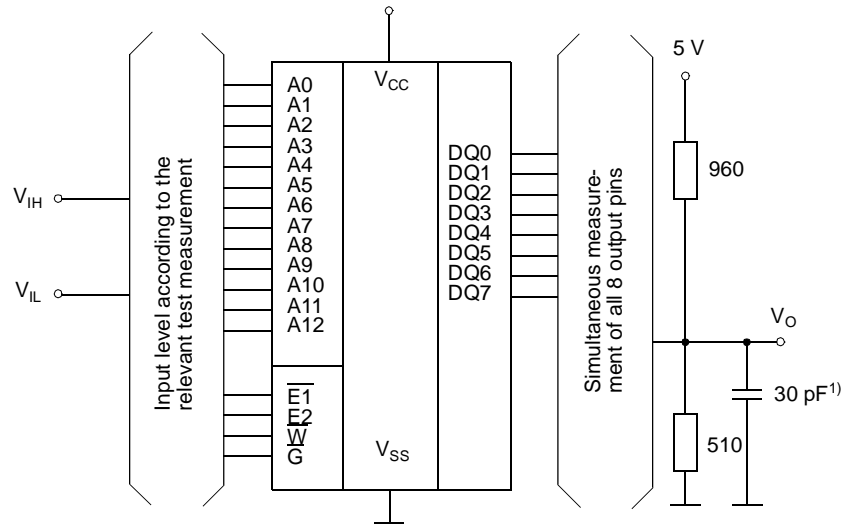 V_IH
V_IL
Input level according to the
relevant test measurement
A0
A1
A2
A3
A4
A5
A6
A7
A8
A9
A10
A11
A12
E1
E2
W
G
V_CC
V_SS
DQ0
DQ1
DQ2
DQ3
DQ4
DQ5
DQ6
DQ7
Simultaneous measure-
ment of all 8 output pins
5 V
960
V_O
30 pF1)
510